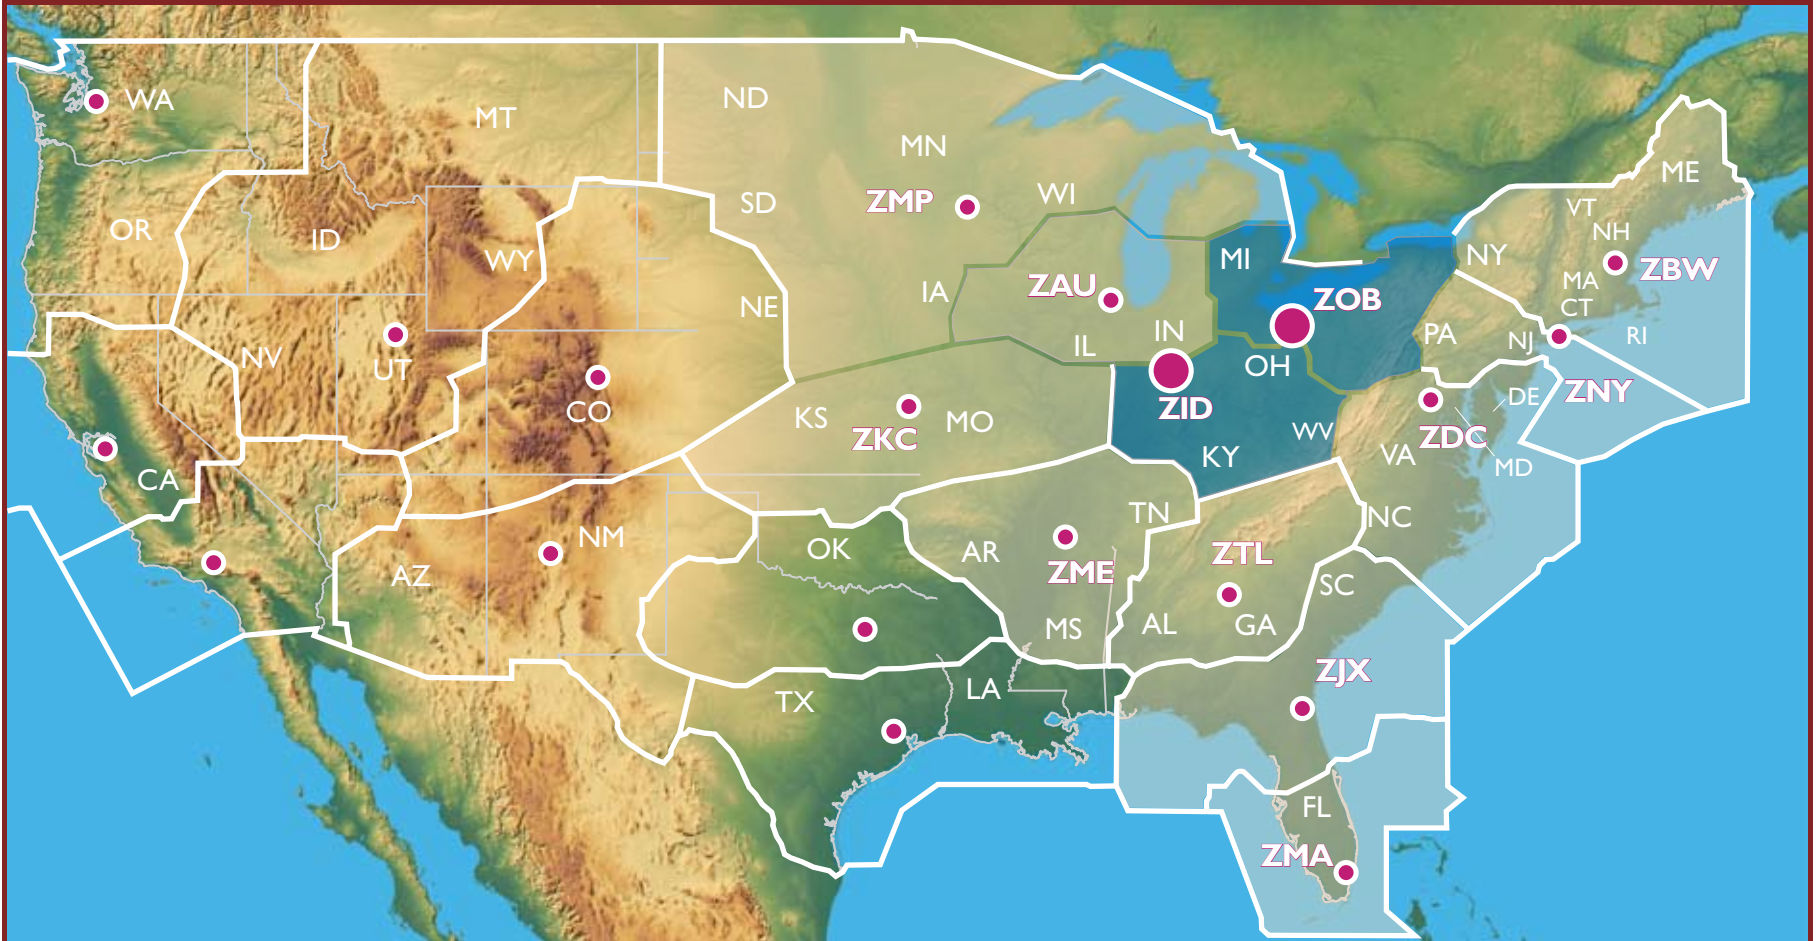 WA
MT
ND
MN
ME
OR
ID
WY
SD
ZMP
WI
VT
NH
NY
MI
MA
ZBW
CT
NE
IA
ZAU
ZOB
NV
UT
IL
IN
OH
PA
NJ
RI
CO
KS
ZKC
MO
ZID
WV
ZDC
DE
ZNY
CA
KY
VA
MD
NM
AZ
OK
AR
TN
NC
ZME
ZTL
SC
MS
AL
GA
TX
LA
ZJX
FL
ZMA